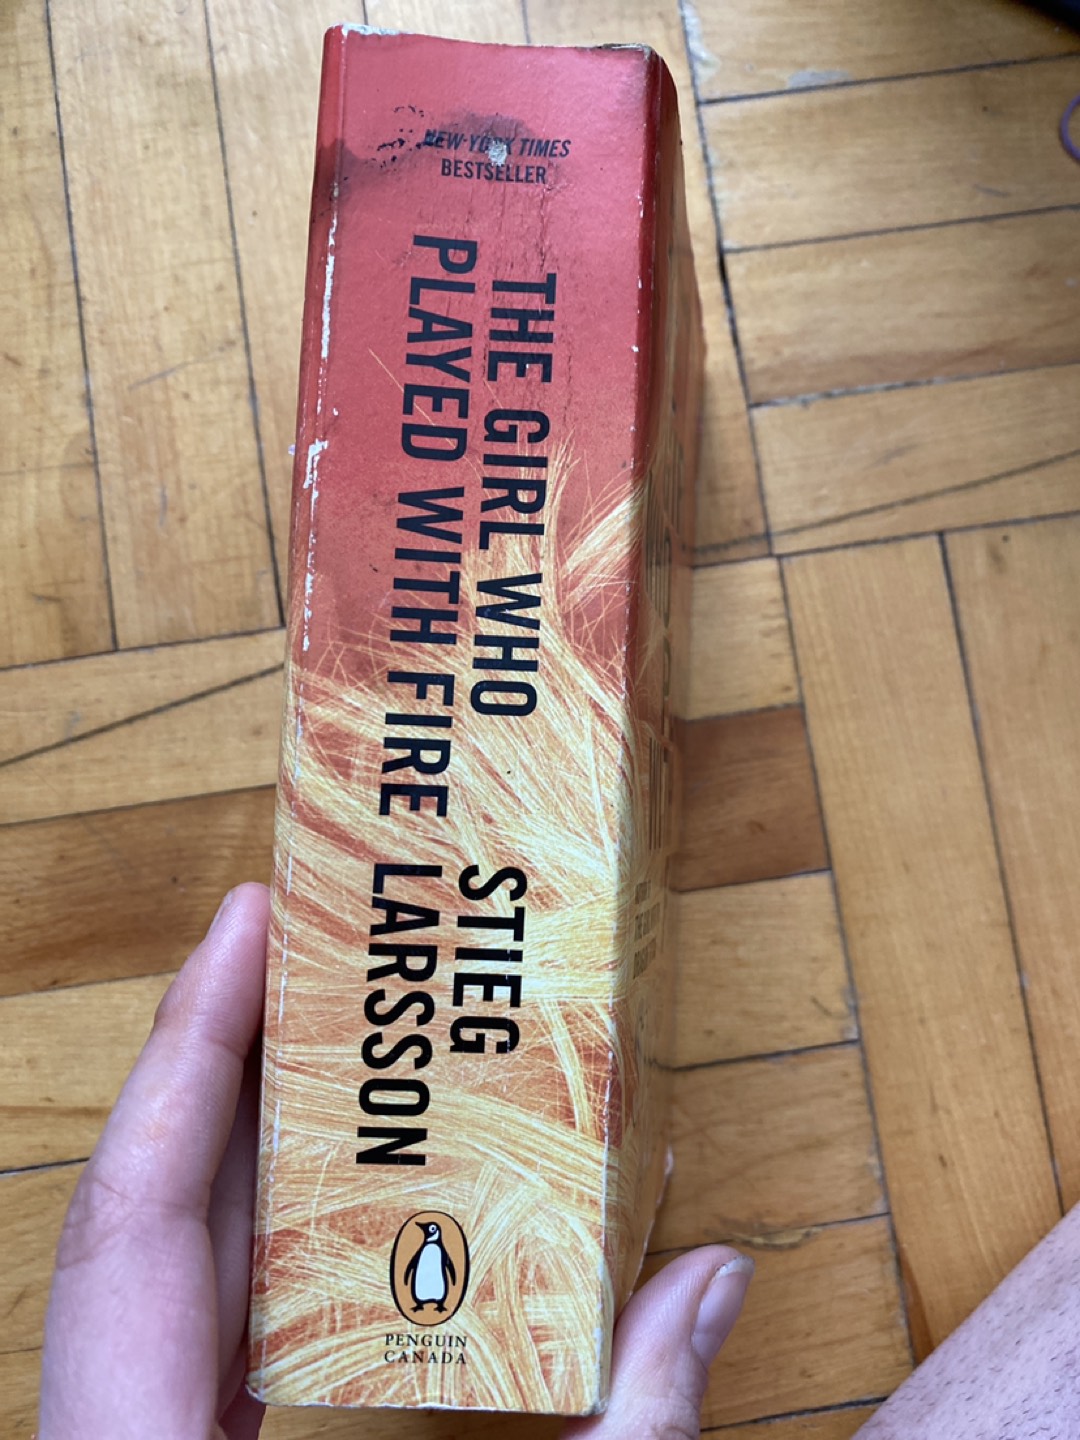 NEW YORK TIMES
BESTSELLER
THE GIRL WHO
PLAYED WITH FIRE
STIEG
LARSSON
PENGUIN
CANADA